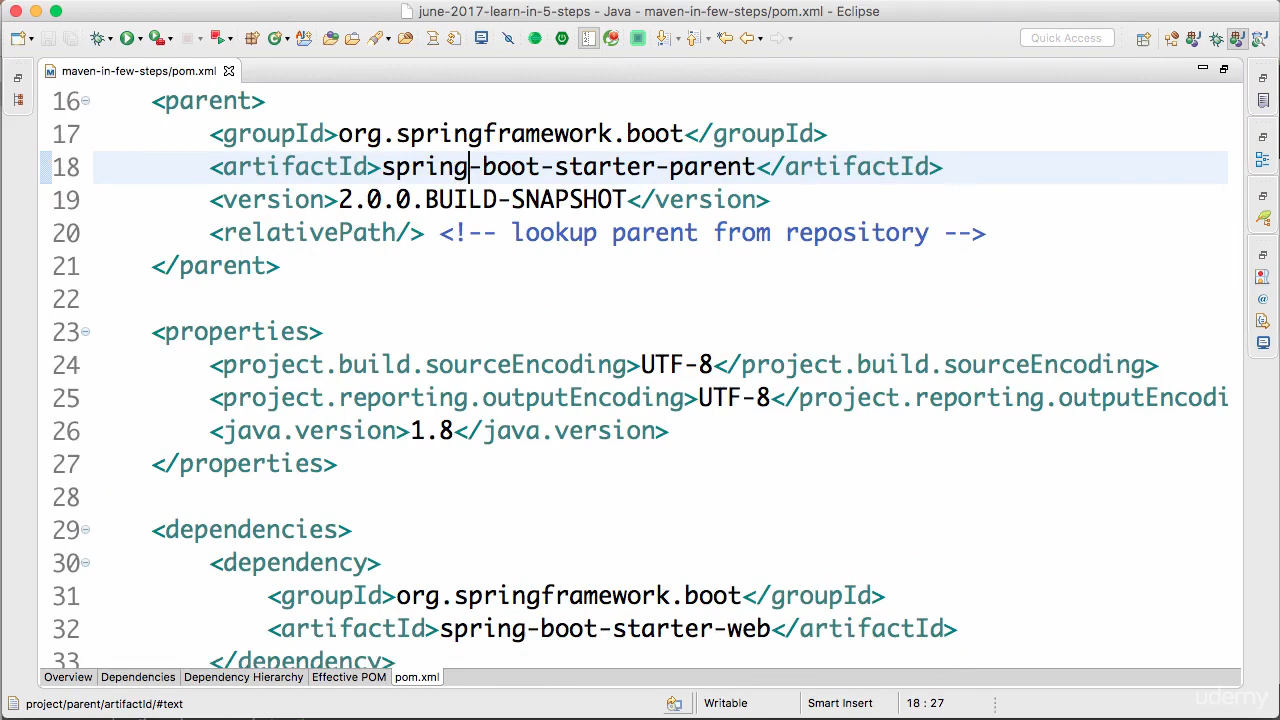 june-2017-learn-in-5-steps - Java - maven-in-few-steps/pom.xml - Eclipse
Quick Access
maven-in-few-steps/pom.xml
16 <parent>
17 <groupId>org.springframework.boot</groupId>
18 <artifactId>spring-boot-starter-parent</artifactId>
19 <version>2.0.0.BUILD-SNAPSHOT</version>
20 <relativePath/> <!-- lookup parent from repository -->
21 </parent>
22
23 <properties>
24 <project.build.sourceEncoding>UTF-8</project.build.sourceEncoding>
25 <project.reporting.outputEncoding>UTF-8</project.reporting.outputEncodi
26 <java.version>1.8</java.version>
27 </properties>
28
29 <dependencies>
30 <dependency>
31 <groupId>org.springframework.boot</groupId>
32 <artifactId>spring-boot-starter-web</artifactId>
33 </dependency>
Overview Dependencies Dependency Hierarchy Effective POM pom.xml
project/parent/artifactId/#text Writable Smart Insert 18 : 27
udemy